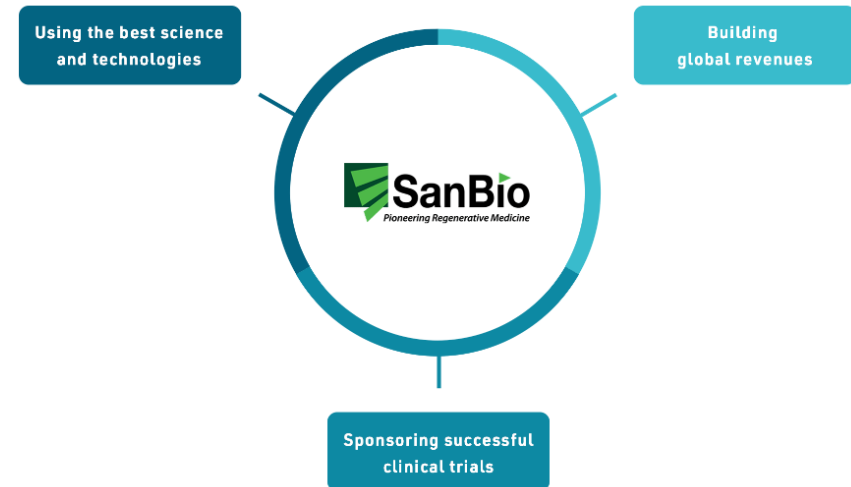 Using the best science
and technologies
Building
global revenues
SanBio
Pioneering Regenerative Medicine
Sponsoring successful
clinical trials